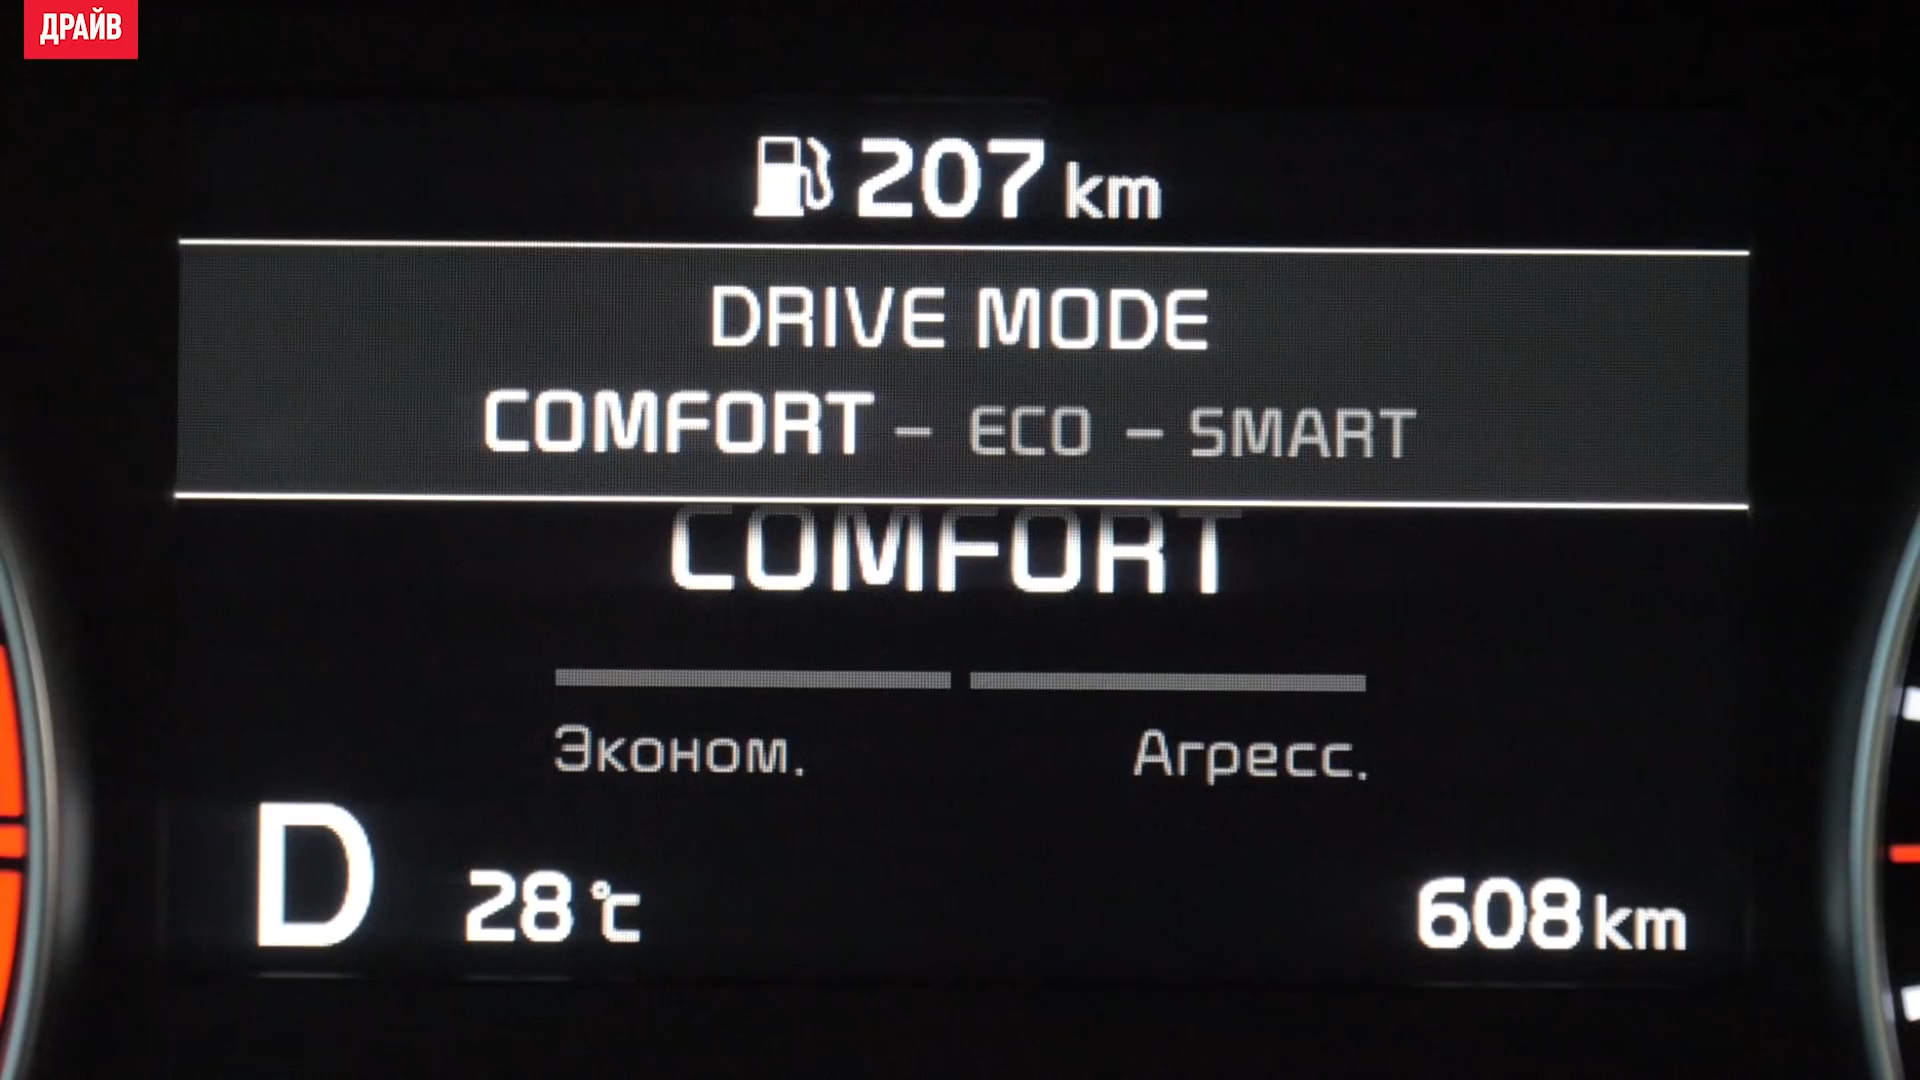 ДРАЙВ
207 km
DRIVE MODE
COMFORT – ECO – SMART
COMFORT
Эконом. Агресс.
D 28 °C 608 km